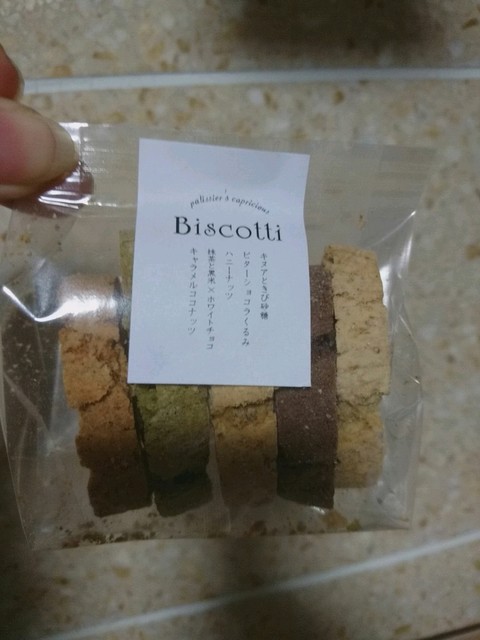 patissier's capricious
Biscotti
キヌアときび砂糖
ビターショコラくるみ
ハニーナッツ
抹茶と黒米×ホワイトチョコ
キャラメルココナッツ